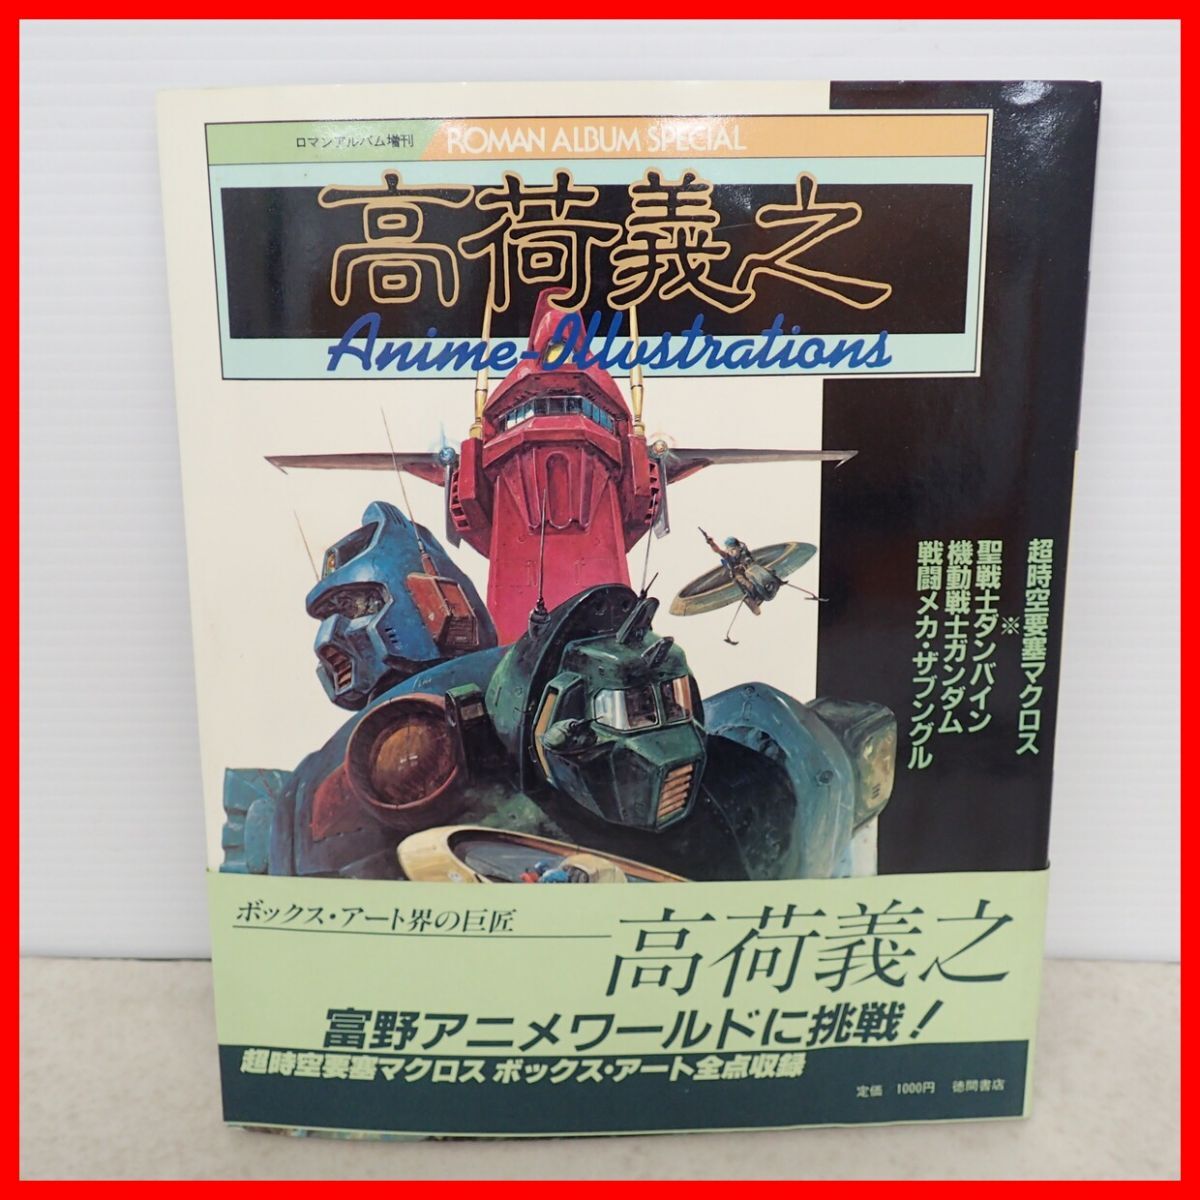 ロマンアルバム増刊
ROMAN ALBUM SPECIAL
高荷義之
Anime-Illustrations
超時空要塞マクロス
※
聖戦士ダンバイン
機動戦士ガンダム
戦闘メカ・ザブングル
ボックス・アート界の巨匠
高荷義之
富野アニメワールドに挑戦!
超時空要塞マクロス ボックス・アート全点収録
定価 1000円 徳間書店